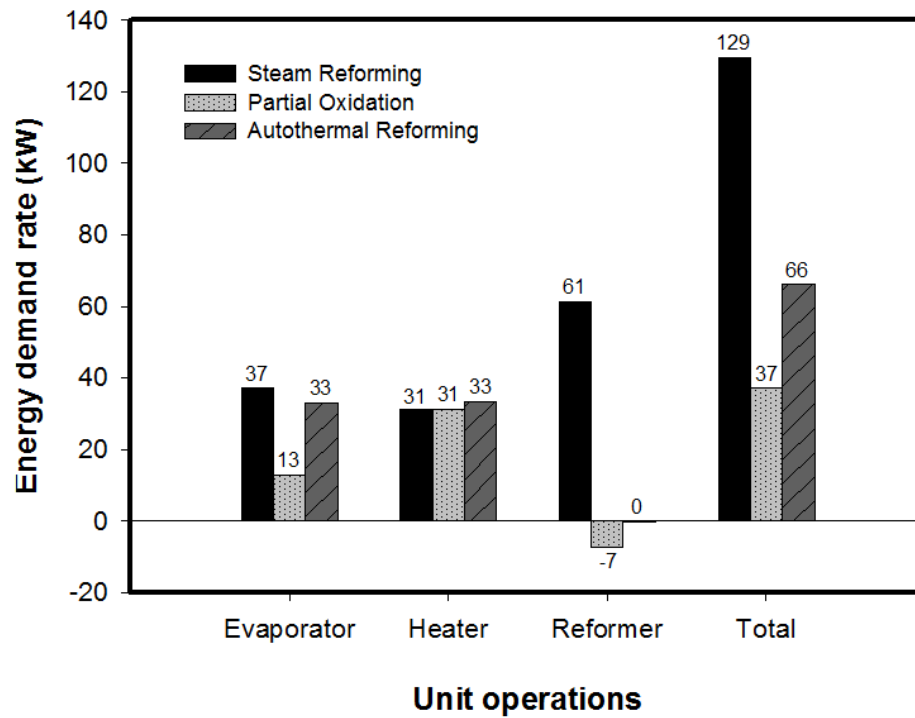 140
120
100
80
60
40
20
0
-20
Energy demand rate (kW)
Steam Reforming
Partial Oxidation
Autothermal Reforming
37
13
33
31
31
33
61
-7
0
129
37
66
Evaporator
Heater
Reformer
Total
Unit operations